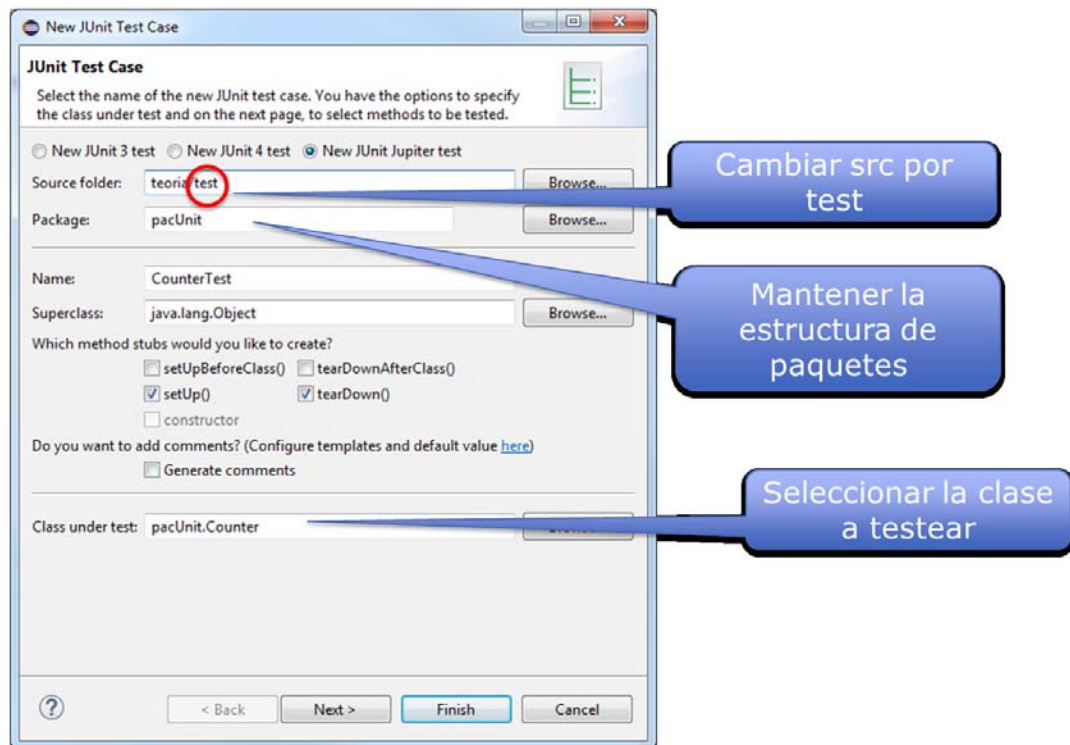 New JUnit Test Case
JUnit Test Case
Select the name of the new JUnit test case. You have the options to specify
the class under test and on the next page, to select methods to be tested.
New JUnit 3 test New JUnit 4 test New JUnit Jupiter test
Source folder: teoria/test Browse...
Cambiar src por
test
Package: pacUnit Browse...
Name: CounterTest
Superclass: java.lang.Object Browse...
Mantener la
estructura de
paquetes
Which method stubs would you like to create?
setUpBeforeClass() tearDownAfterClass()
setUp() tearDown()
constructor
Do you want to add comments? (Configure templates and default value here)
Generate comments
Seleccionar la clase
a testear
Class under test: pacUnit.Counter Browse...
? < Back Next > Finish Cancel